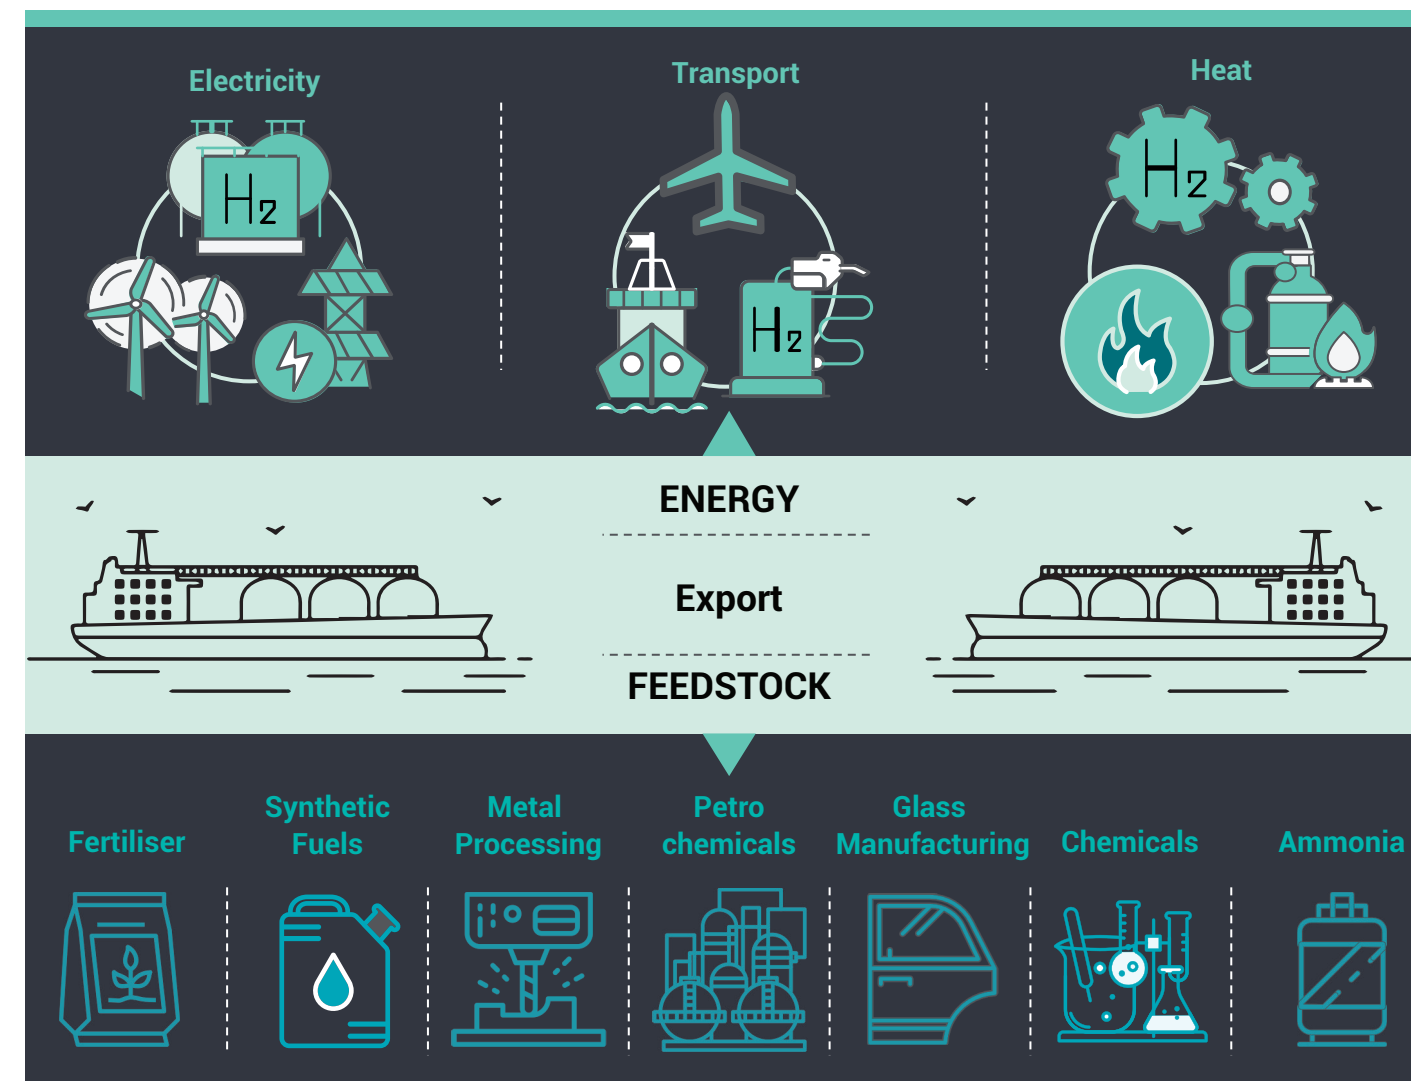 Electricity
Transport
Heat
H2
H2
H2
ENERGY
Export
FEEDSTOCK
Fertiliser
Synthetic
Fuels
Metal
Processing
Petro
chemicals
Glass
Manufacturing
Chemicals
Ammonia